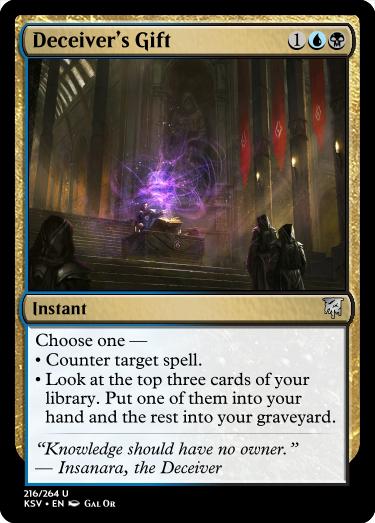 Deceiver's Gift 1
Instant
Choose one —
• Counter target spell.
• Look at the top three cards of your
library. Put one of them into your
hand and the rest into your graveyard.
“Knowledge should have no owner.”
— Insanara, the Deceiver
216/264 U
KSV • EN Gal Or